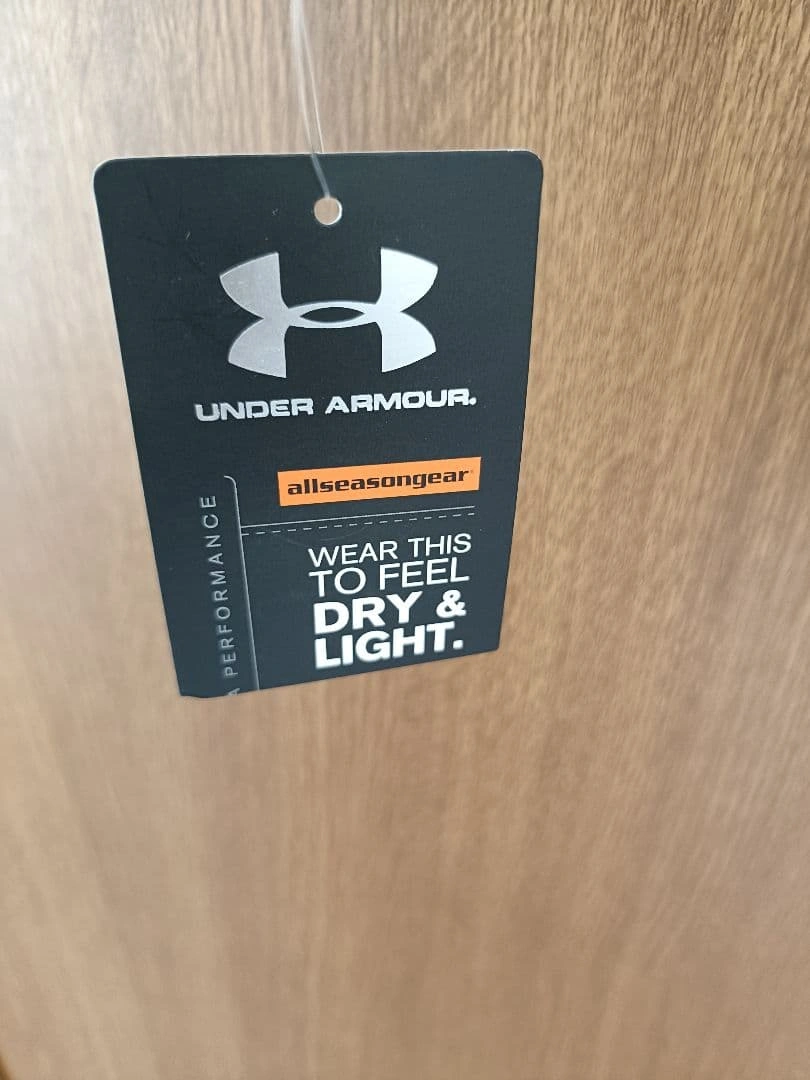 UNDER ARMOUR.
allseasongear
WEAR THIS
TO FEEL
DRY &
LIGHT.
PERFORMANCE